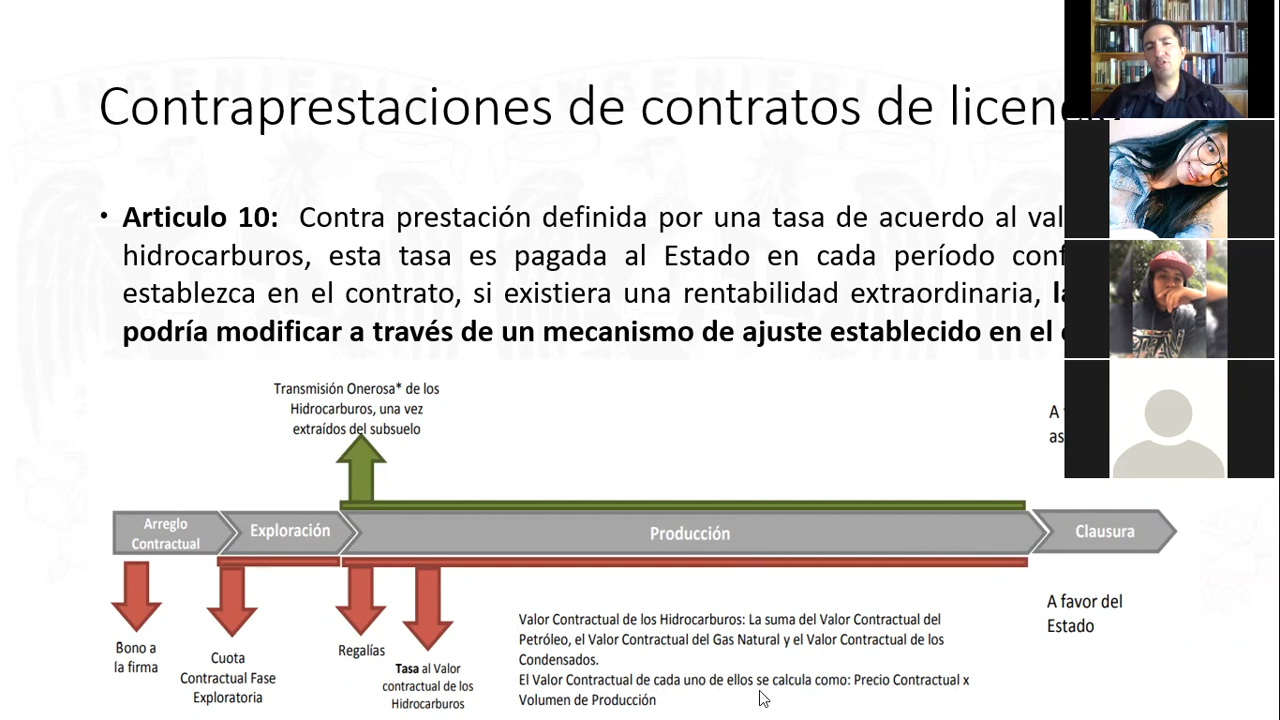 Contraprestaciones de contratos de licencia
• Articulo 10: Contra prestación definida por una tasa de acuerdo al
hidrocarburos, esta tasa es pagada al Estado en cada período
establezca en el contrato, si existiera una rentabilidad extraordinaria,
podría modificar a través de un mecanismo de ajuste establecido en el
Transmisión Onerosa* de los
Hidrocarburos, una vez
extraídos del subsuelo
A
Arreglo
Contractual
Exploración
Producción
Clausura
Bono a
la firma
Cuota
Contractual Fase
Exploratoria
Regalías
Tasa al Valor
contractual de los
Hidrocarburos
Valor Contractual de los Hidrocarburos: La suma del Valor Contractual del
Petróleo, el Valor Contractual del Gas Natural y el Valor Contractual de los
Condensados.
El Valor Contractual de cada uno de ellos se calcula como: Precio Contractual x
Volumen de Producción
A favor del
Estado